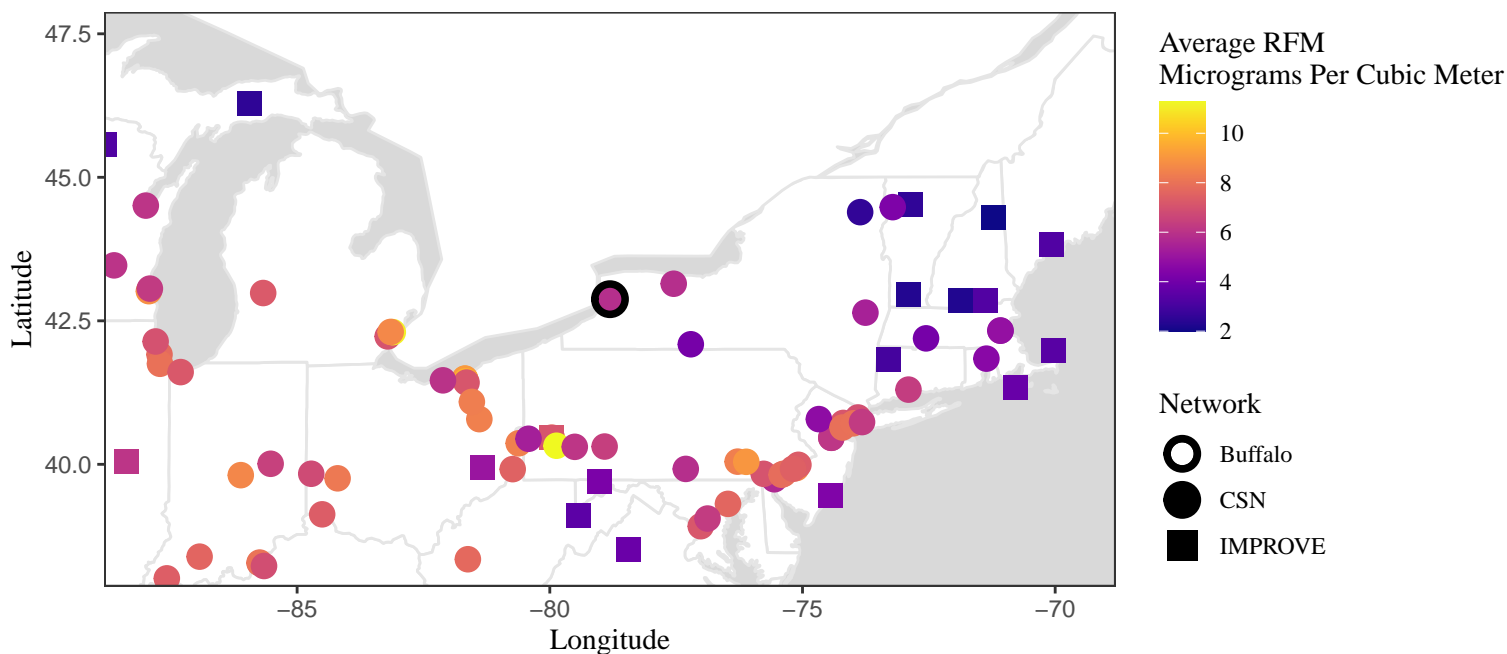 47.5
45.0
42.5
40.0
Latitude
−85
−80
−75
−70
Longitude
Average RFM
Micrograms Per Cubic Meter
10
8
6
4
2
Network
Buffalo
CSN
IMPROVE